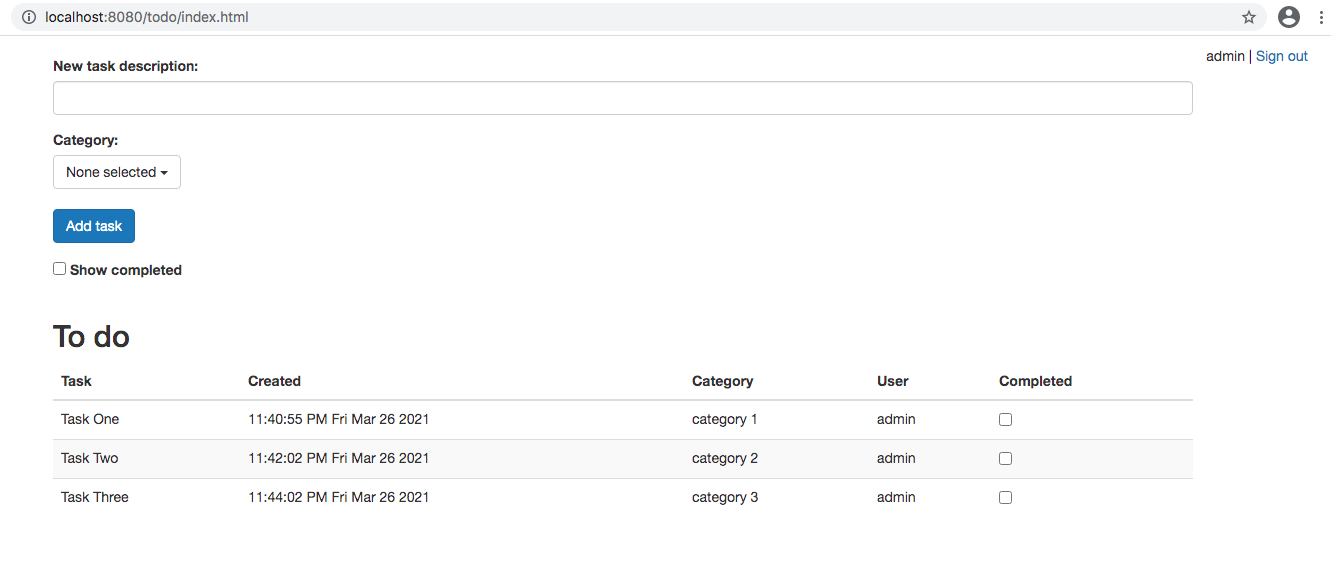 localhost:8080/todo/index.html
admin | Sign out
New task description:
Category:
None selected
Add task
Show completed
To do
Task Created Category User Completed
Task One 11:40:55 PM Fri Mar 26 2021 category 1 admin
Task Two 11:42:02 PM Fri Mar 26 2021 category 2 admin
Task Three 11:44:02 PM Fri Mar 26 2021 category 3 admin